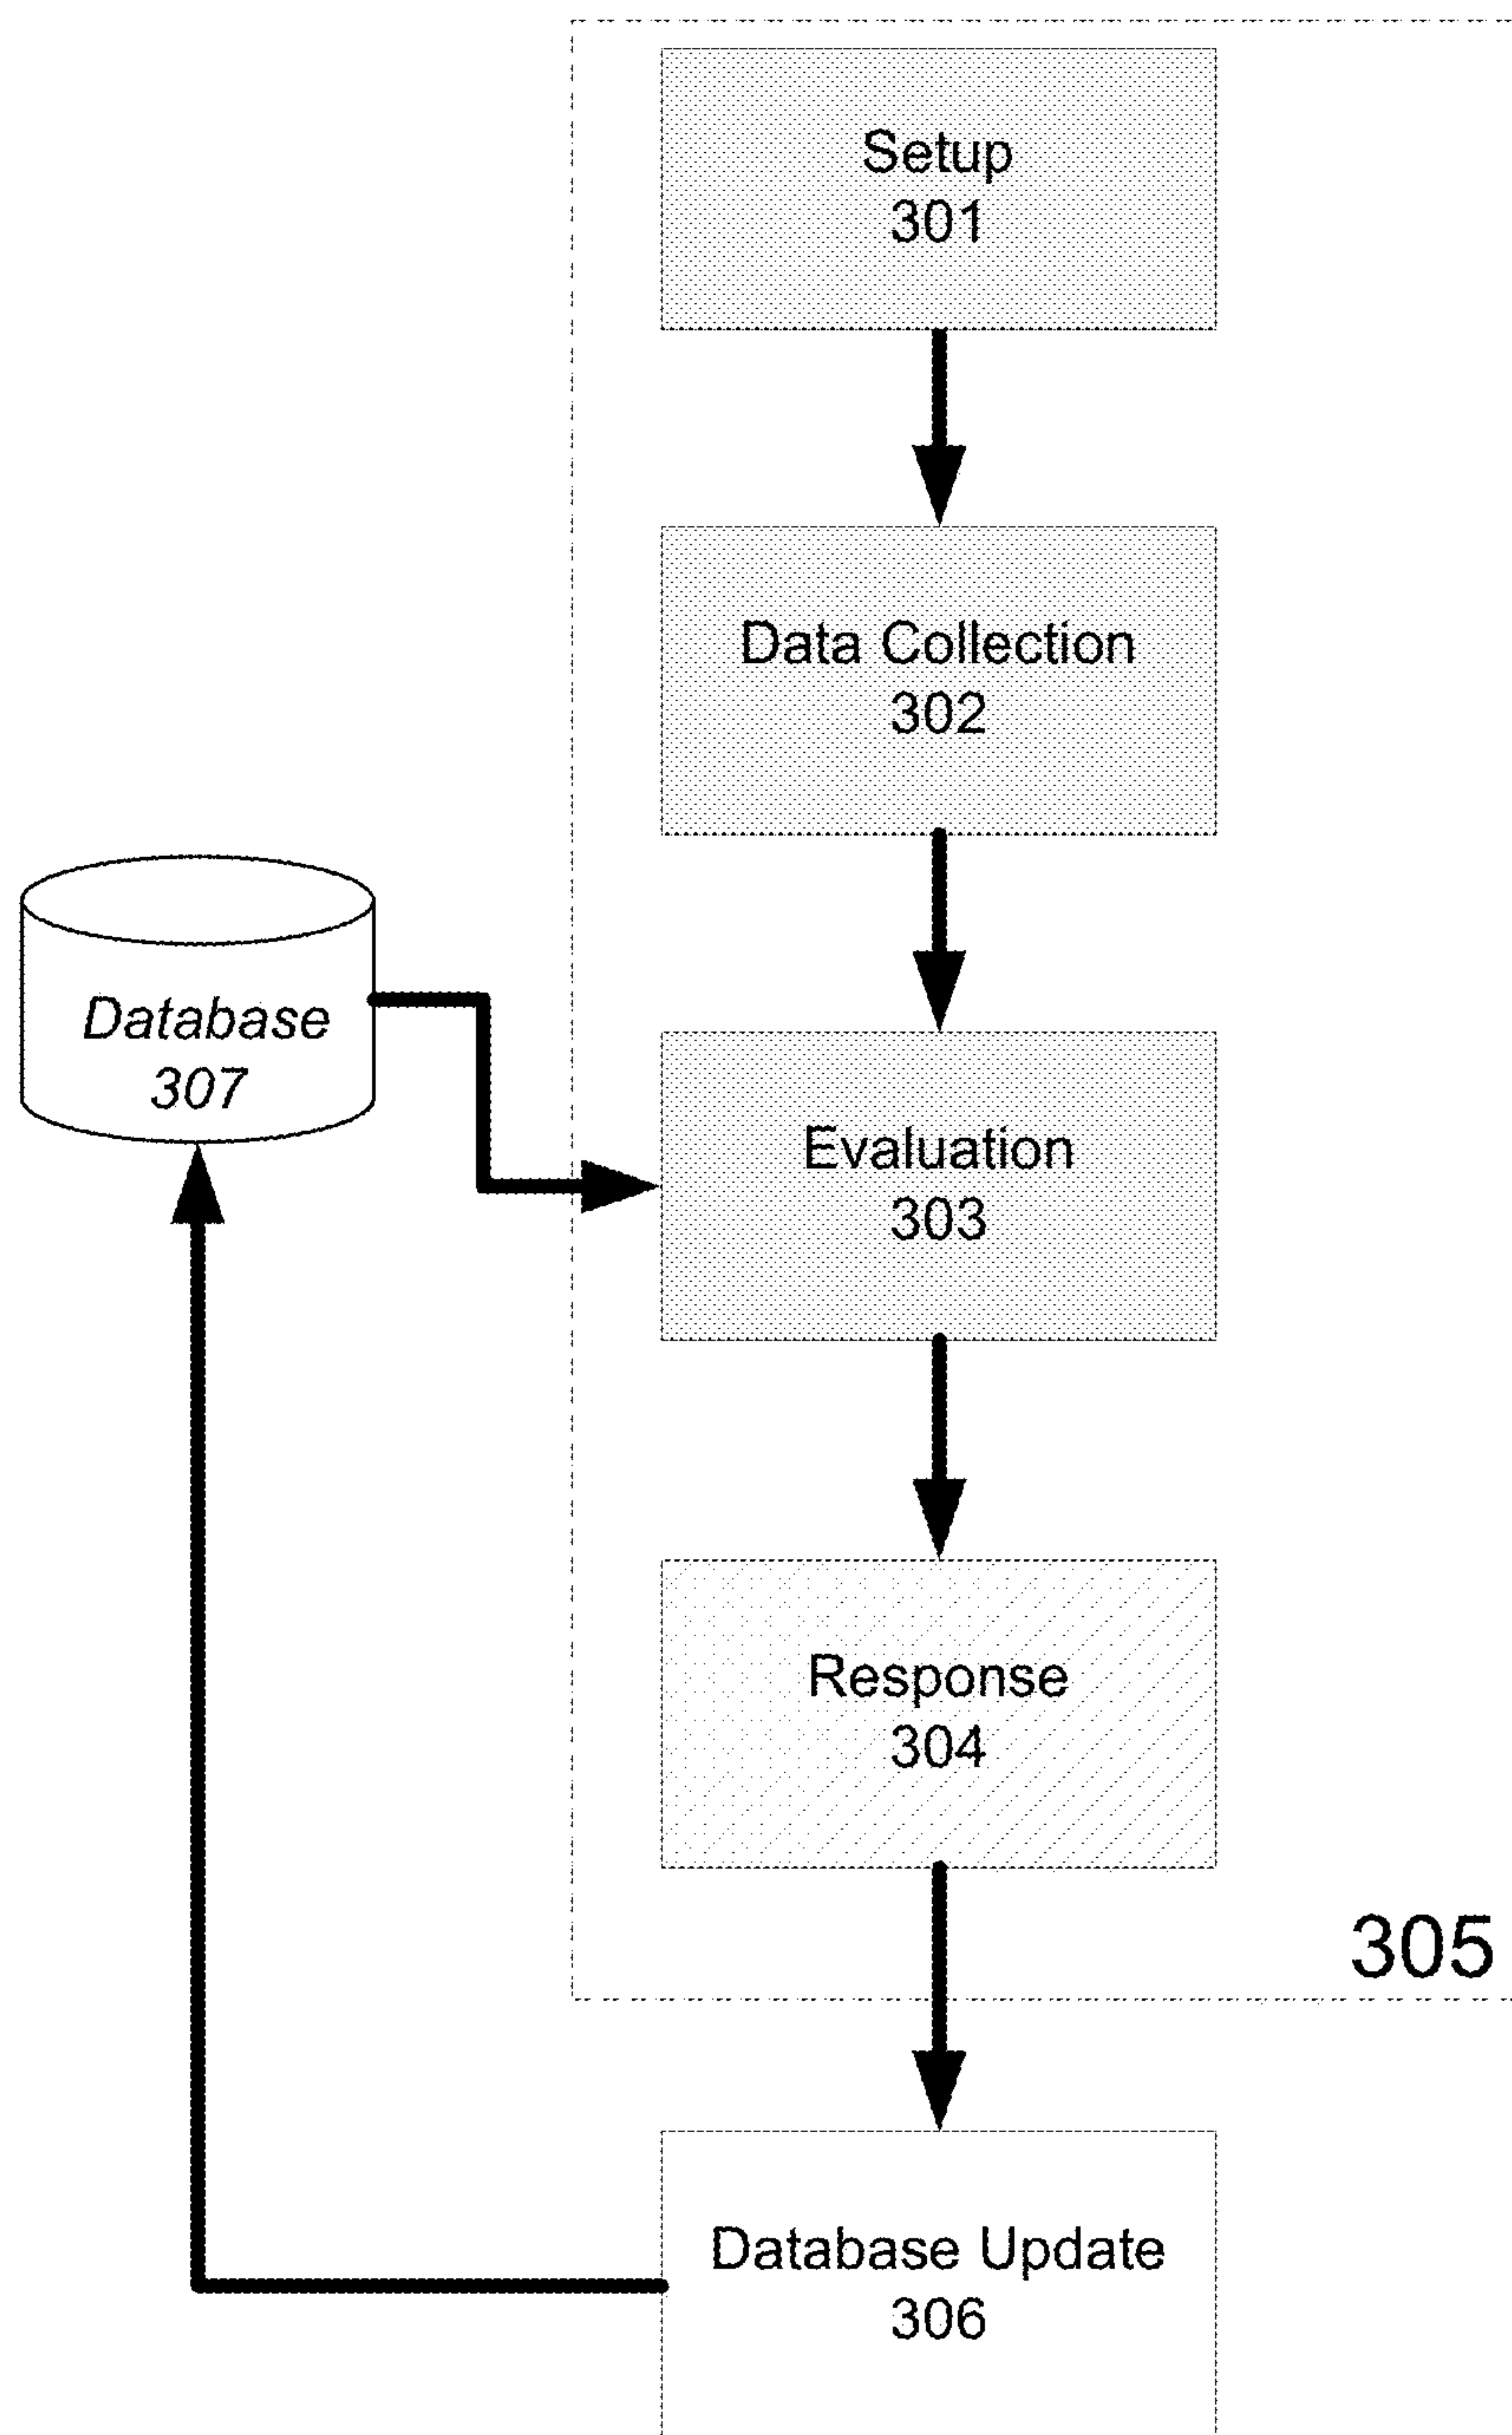 Setup
301
Data Collection
302
Database
307
Evaluation
303
Response
304
305
Database Update
306